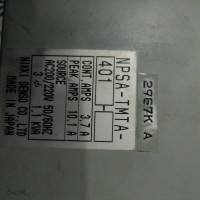 NPSA-TMTA-
401
2967K A
CONT. AMPS 3.7 A
PEAK. AMPS 10.1 A
SOURCE 3Φ 1.1 KVA
AC200/220V 50/60HZ
NIKKI DENSO CO., LTD.
MADE IN JAPAN